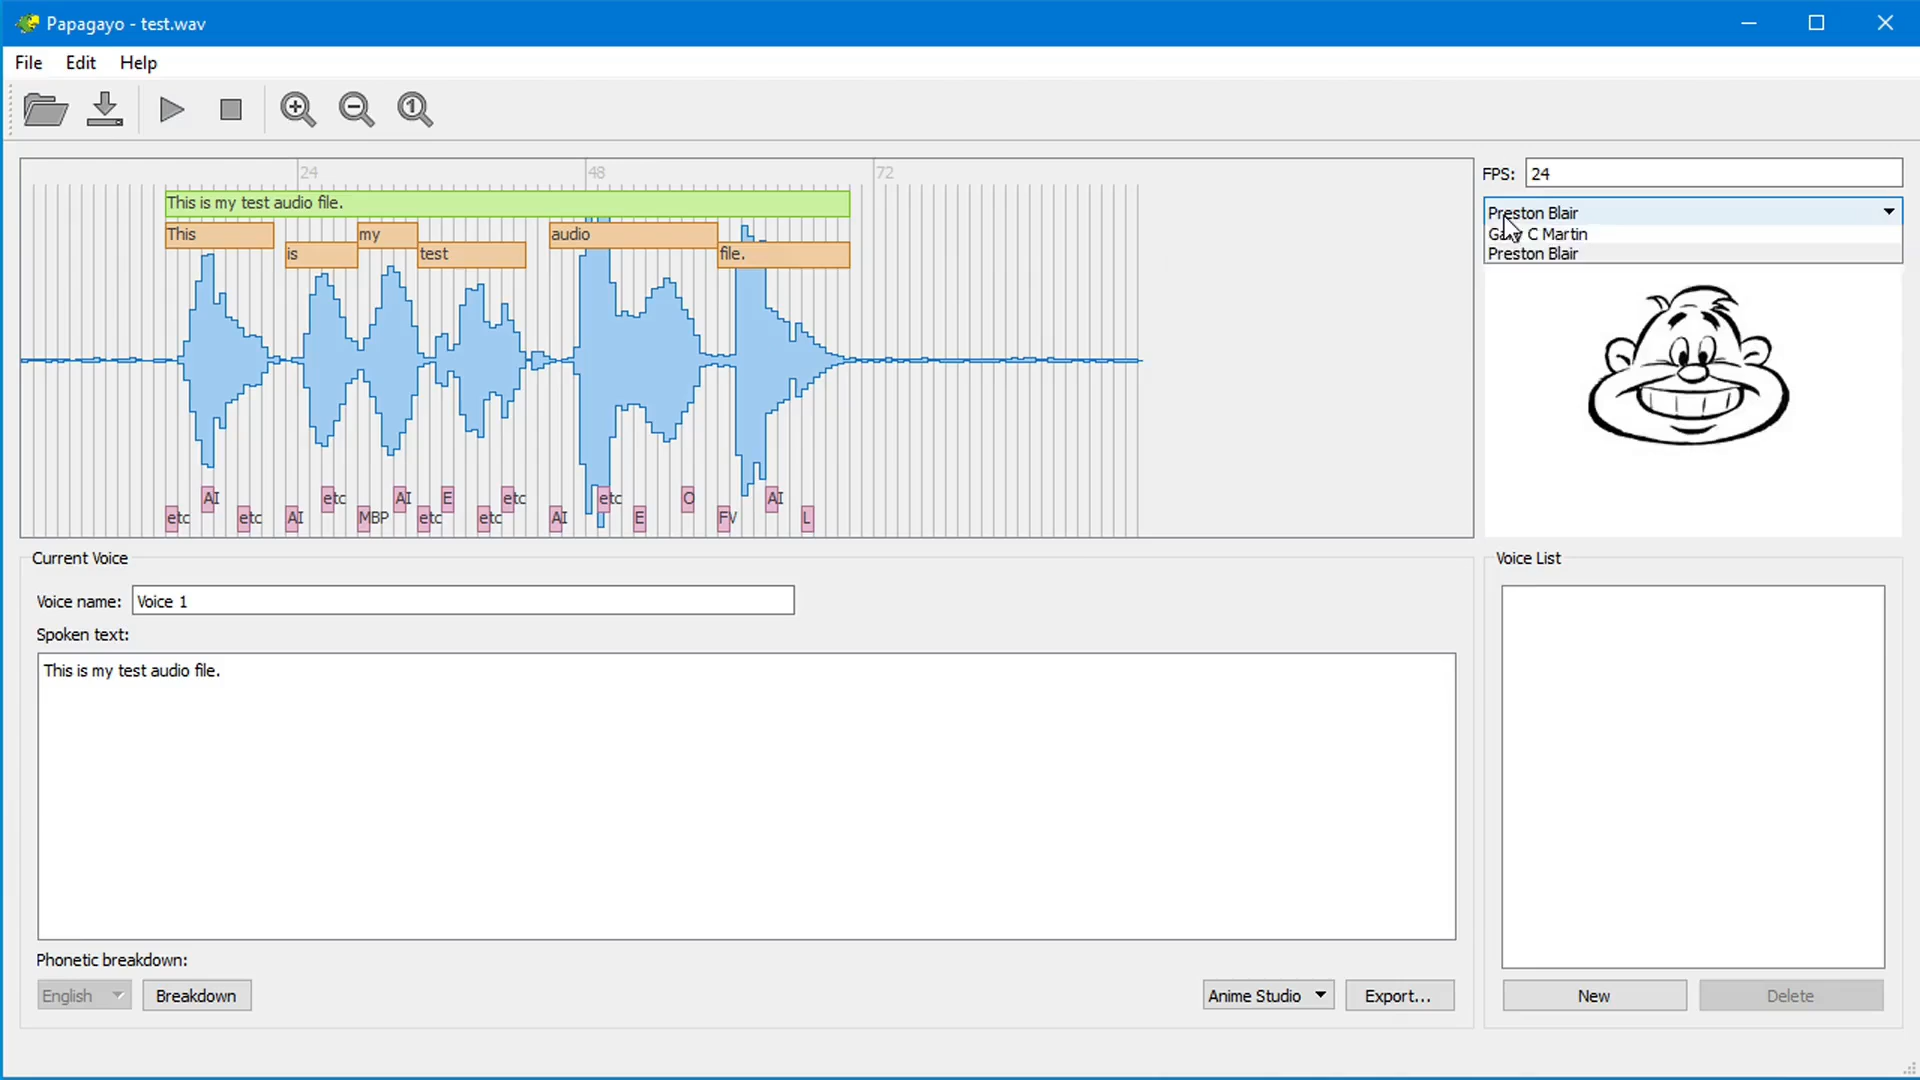 Papagayo - test.wav
File Edit Help
24 48 72
This is my test audio file.
This my audio
is test file.
AI etc AI E etc etc O AI
etc etc AI MBP etc etc AI E FV L
FPS: 24
Preston Blair
Gary C Martin
Preston Blair
Current Voice
Voice name: Voice 1
Spoken text:
This is my test audio file.
Phonetic breakdown:
English Breakdown Anime Studio Export...
Voice List
New Delete